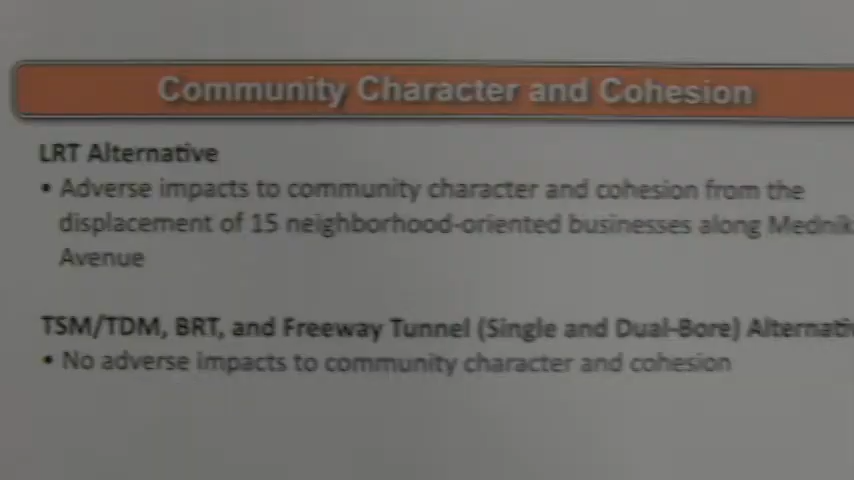 Community Character and Cohesion
LRT Alternative
• Adverse impacts to community character and cohesion from the
displacement of 15 neighborhood-oriented businesses along Mednik
Avenue
TSM/TDM, BRT, and Freeway Tunnel (Single and Dual-Bore)
• No adverse impacts to community character and cohesion